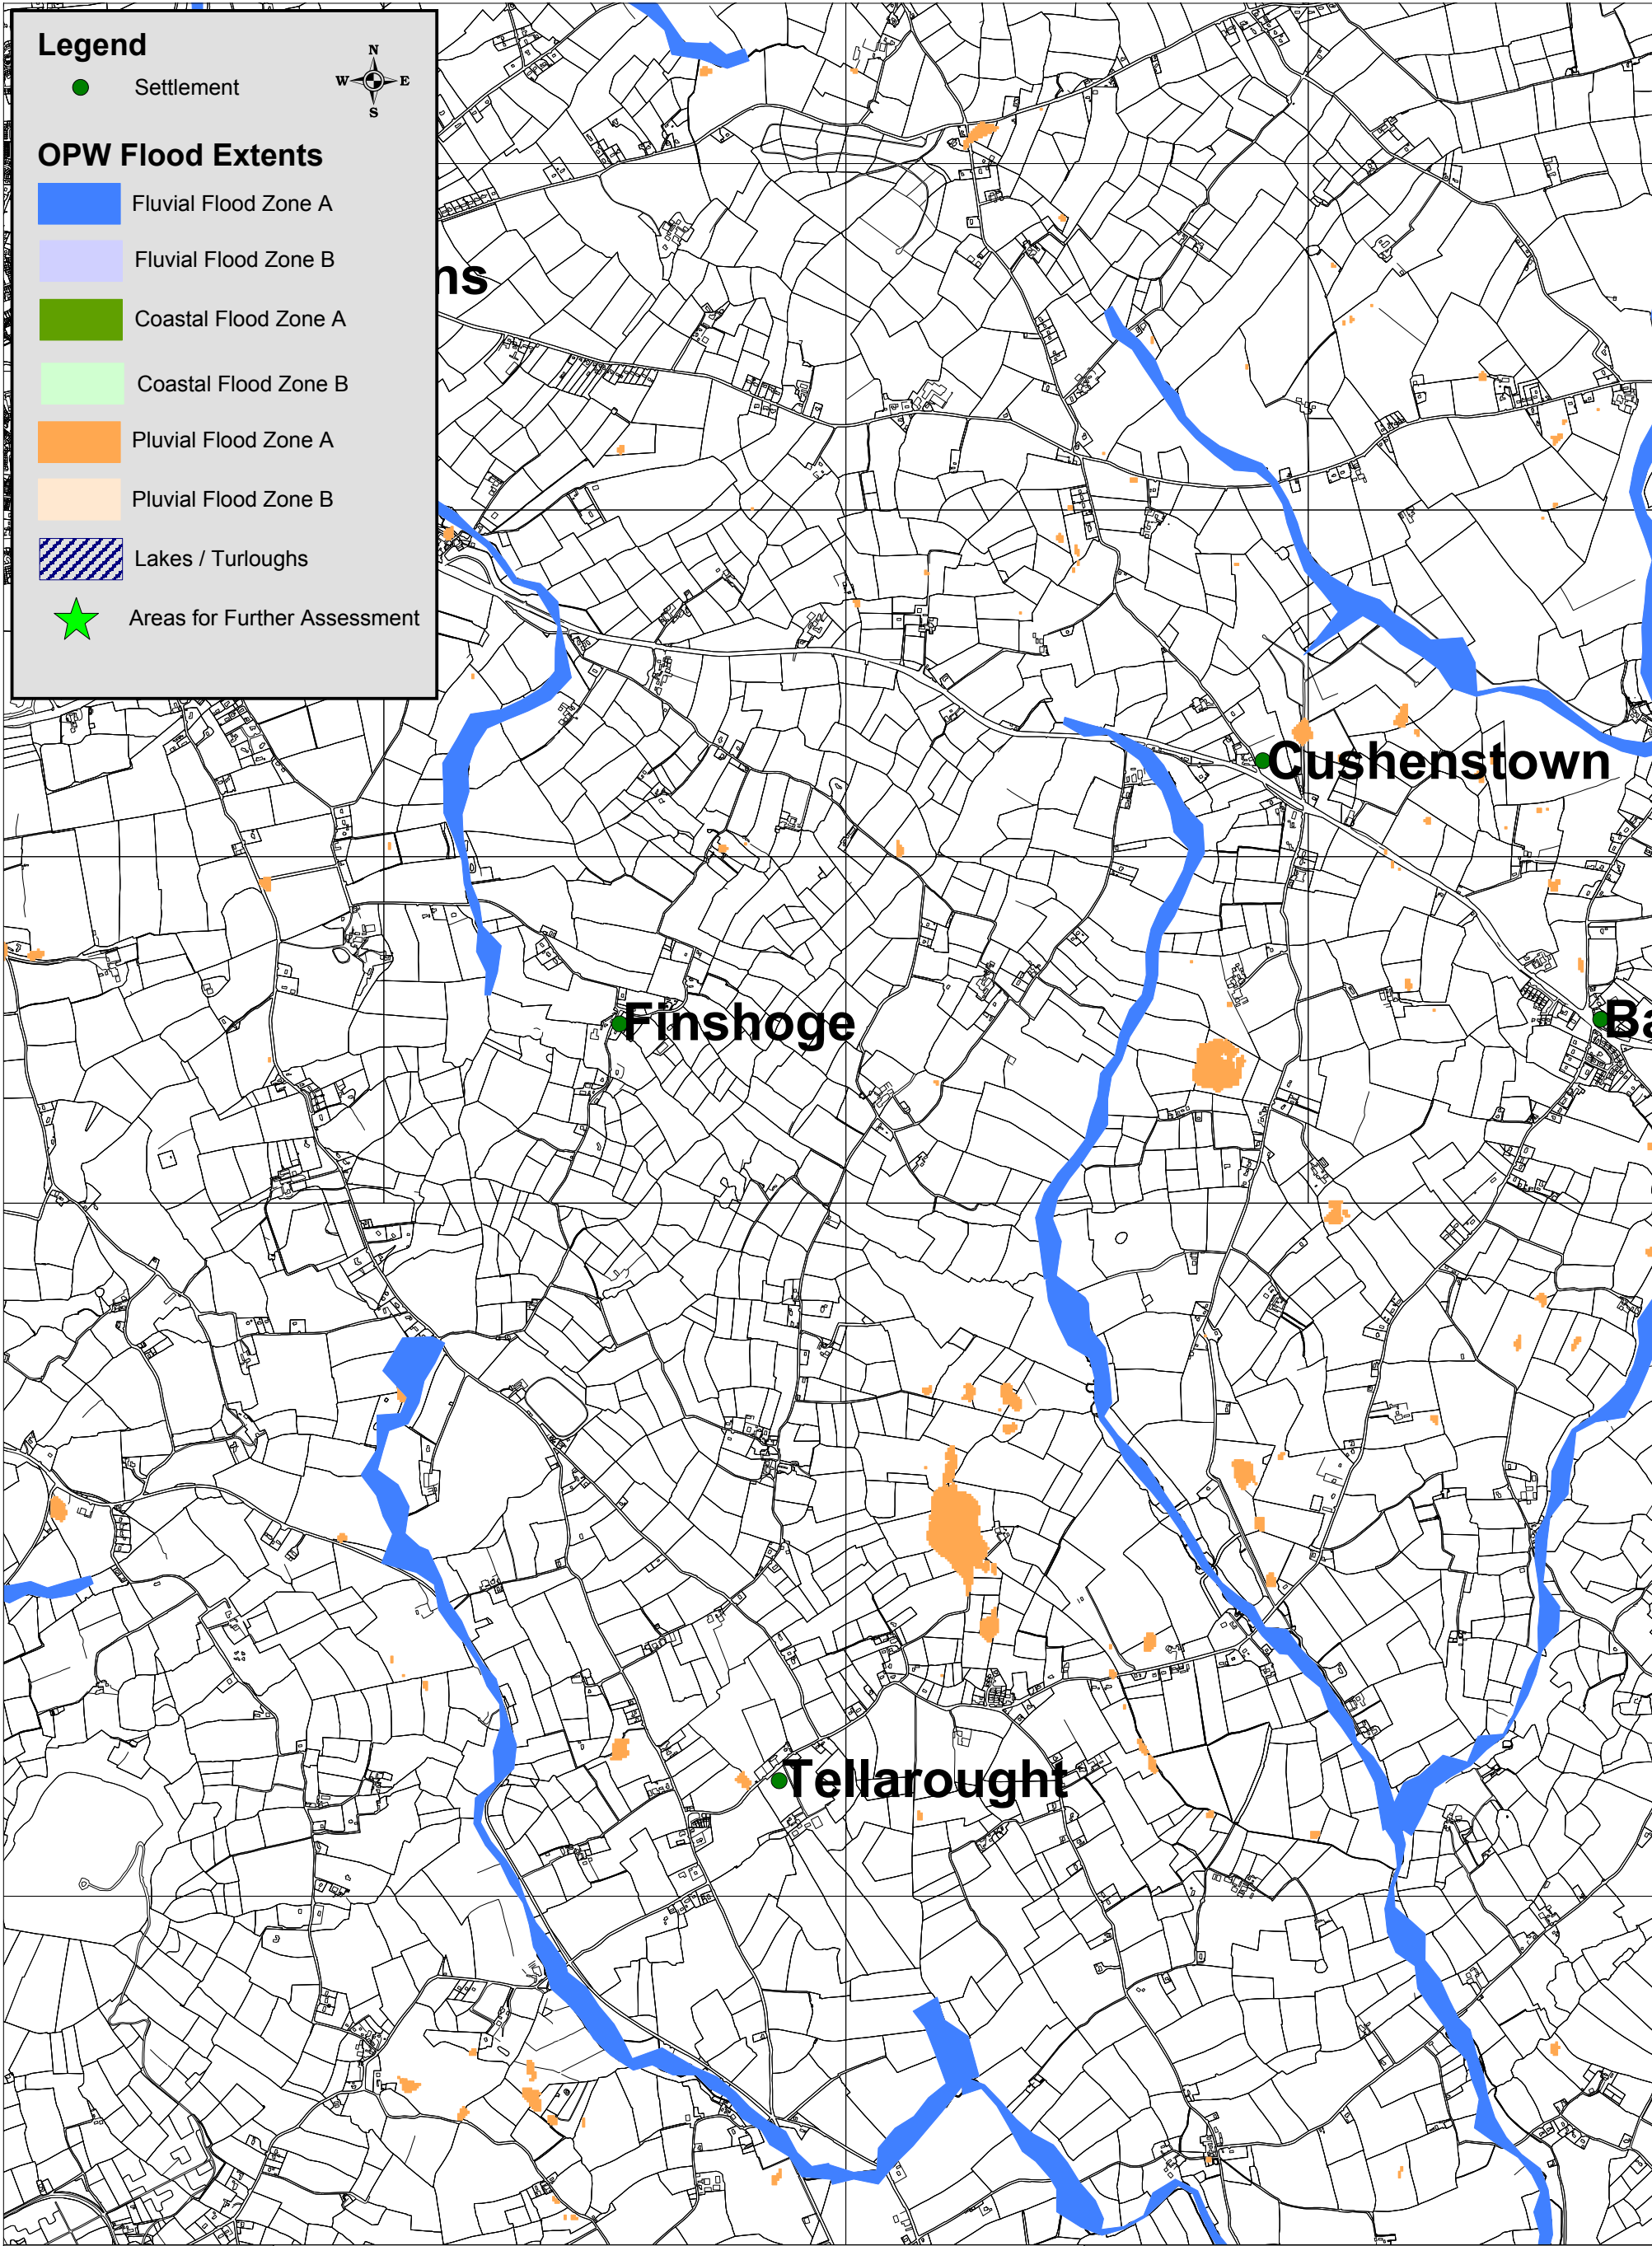 Legend
N
W E
S
Settlement
OPW Flood Extents
Fluvial Flood Zone A
Fluvial Flood Zone B
Coastal Flood Zone A
Coastal Flood Zone B
Pluvial Flood Zone A
Pluvial Flood Zone B
Lakes / Turloughs
Areas for Further Assessment
ns
Cushenstown
Finshoge
Ba
Tellarought